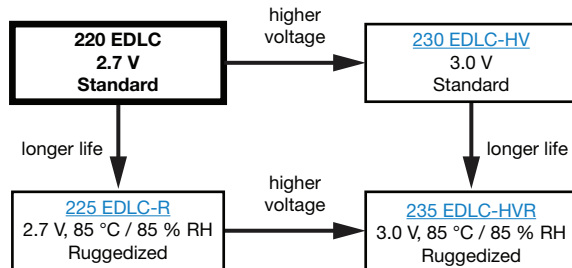 220 EDLC
2.7 V
Standard
higher
voltage
230 EDLC-HV
3.0 V
Standard
longer life
longer life
225 EDLC-R
2.7 V, 85 °C / 85 % RH
Ruggedized
higher
voltage
235 EDLC-HVR
3.0 V, 85 °C / 85 % RH
Ruggedized